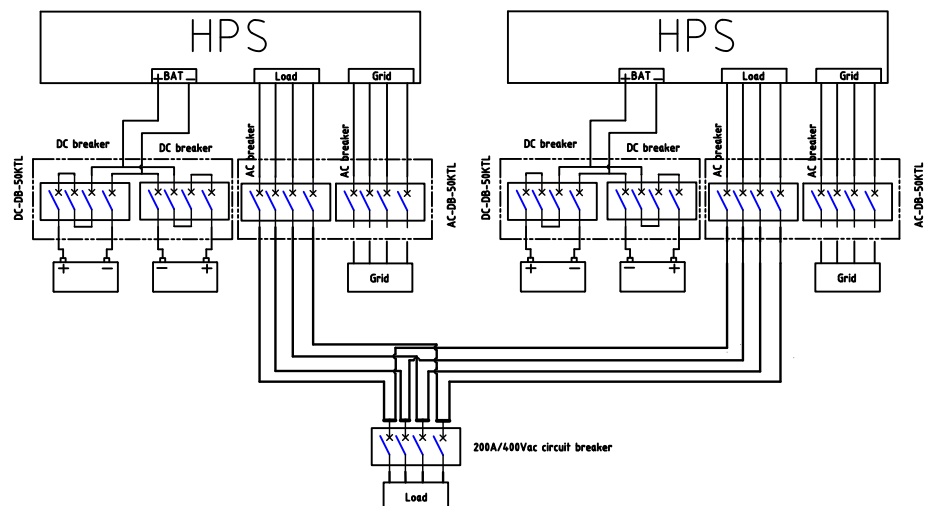 HPS
HPS
+ BAT −
Load
Grid
+ BAT −
Load
Grid
DC breaker
DC breaker
AC breaker
AC breaker
DC breaker
DC breaker
AC breaker
AC breaker
DC-DB-50KTL
AC-DB-50KTL
DC-DB-50KTL
AC-DB-50KTL
+ −
− +
Grid
+ −
− +
Grid
200A/400Vac circuit breaker
Load